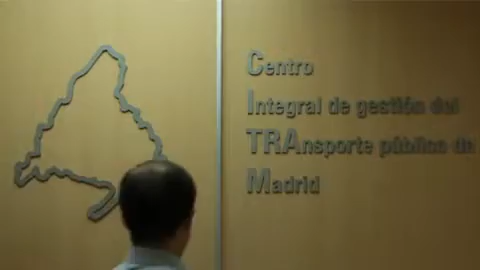 Centro
Integral de gestión del
TRAnsporte público de
Madrid